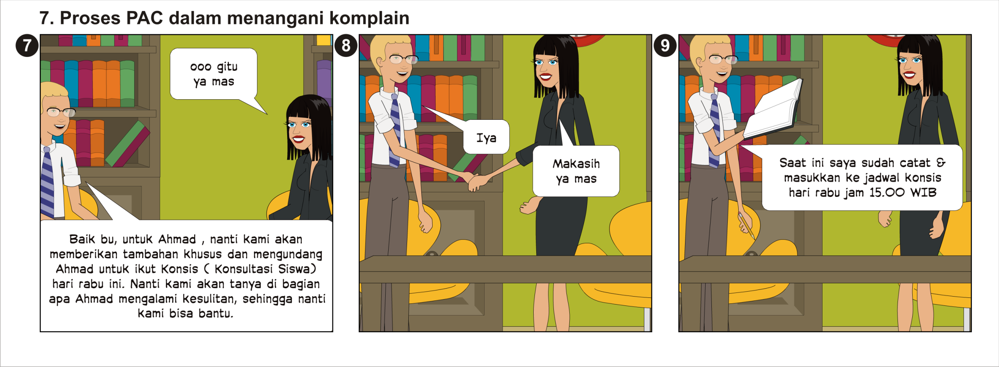 7. Proses PAC dalam menangani komplain
7
ooo gitu
ya mas
Baik bu, untuk Ahmad , nanti kami akan
memberikan tambahan khusus dan mengundang
Ahmad untuk ikut Konsis ( Konsultasi Siswa)
hari rabu ini. Nanti kami akan tanya di bagian
apa Ahmad mengalami kesulitan, sehingga nanti
kami bisa bantu.
8
Iya
Makasih
ya mas
9
Saat ini saya sudah catat &
masukkan ke jadwal konsis
hari rabu jam 15.00 WIB